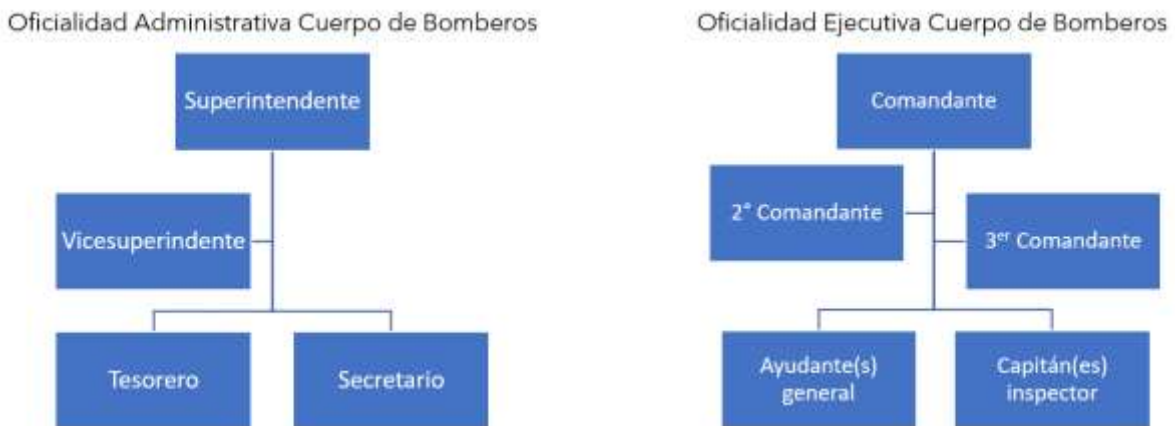 Oficialidad Administrativa Cuerpo de Bomberos
Superintendente
Vicesuperindente
Tesorero
Secretario
Oficialidad Ejecutiva Cuerpo de Bomberos
Comandante
2° Comandante
3er Comandante
Ayudante(s)
general
Capitán(es)
inspector